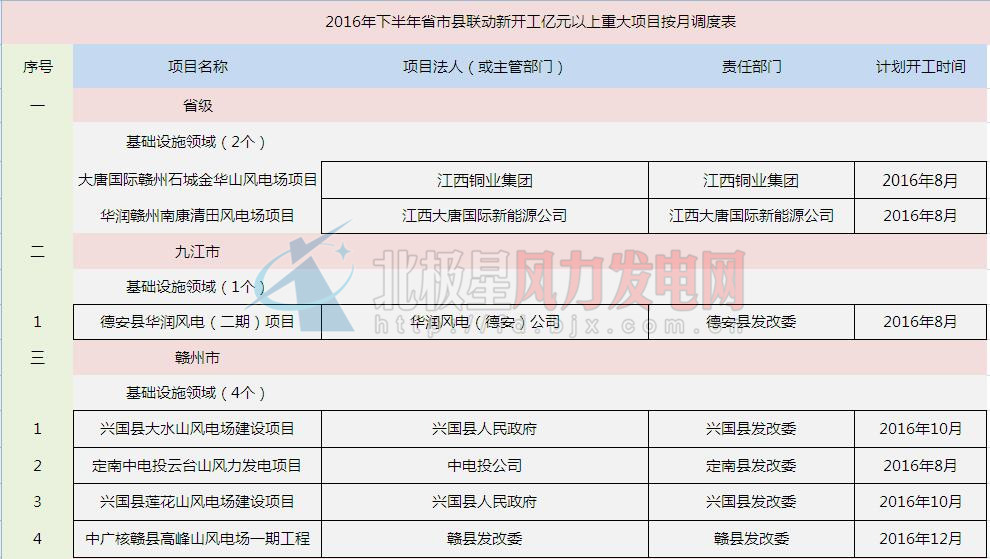 2016年下半年省市县联动新开工亿元以上重大项目按月调度表
序号 项目名称 项目法人（或主管部门） 责任部门 计划开工时间
一 省级
基础设施领域（2个）
大唐国际赣州石城金华山风电场项目 江西铜业集团 江西铜业集团 2016年8月
华润赣州南康清田风电场项目 江西大唐国际新能源公司 江西大唐国际新能源公司 2016年8月
二 九江市
基础设施领域（1个）
1 德安县华润风电（二期）项目 华润风电（德安）公司 德安县发改委 2016年8月
三 赣州市
基础设施领域（4个）
1 兴国县大水山风电场建设项目 兴国县人民政府 兴国县发改委 2016年10月
2 定南中电投云台山风力发电项目 中电投公司 定南县发改委 2016年8月
3 兴国县莲花山风电场建设项目 兴国县人民政府 兴国县发改委 2016年10月
4 中广核赣县高峰山风电场一期工程 赣县发改委 赣县发改委 2016年12月
北极星风力发电网
http://fd.bjx.com.cn